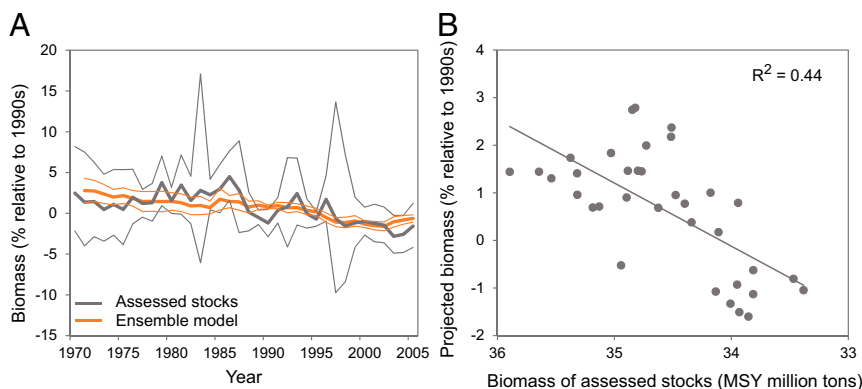 A
Biomass (% relative to 1990s)
20
15
10
5
0
-5
-10
-15
Assessed stocks
Ensemble model
1970 1975 1980 1985 1990 1995 2000 2005
Year
B
Projected biomass (% relative to 1990s)
4
3
2
1
0
-1
-2
R² = 0.44
36 35 34 33
Biomass of assessed stocks (MSY million tons)